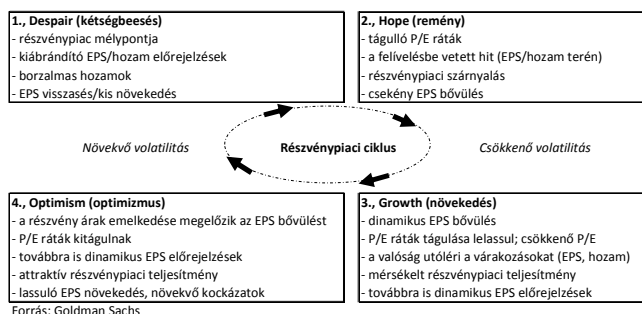 1., Despair (kétségbeesés)
- részvénypiac mélypontja
- kiábrándító EPS/hozam előrejelzések
- borzalmas hozamok
- EPS visszasés/kis növekedés
2., Hope (remény)
- tágulló P/E ráták
- a felívelésbe vetett hit (EPS/hozam terén)
- részvénypiaci szárnyalás
- csekény EPS bővülés
Növekvő volatilitás
Részvénypiaci ciklus
Csökkenő volatilitás
4., Optimism (optimizmus)
- a részvény árak emelkedése megelőzik az EPS bővülést
- P/E ráták kitágulnak
- továbbra is dinamikus EPS előrejelzések
- attraktív részvénypiaci teljesítmény
- lassuló EPS növekedés, növekvő kockázatok
3., Growth (növekedés)
- dinamikus EPS bővülés
- P/E ráták tágulása lelassul; csökkenő P/E
- a valóság utóléri a várakozásokat (EPS, hozam)
- mérsékelt részvénypiaci teljesítmény
- továbbra is dinamikus EPS előrejelzések
Forrás: Goldman Sachs